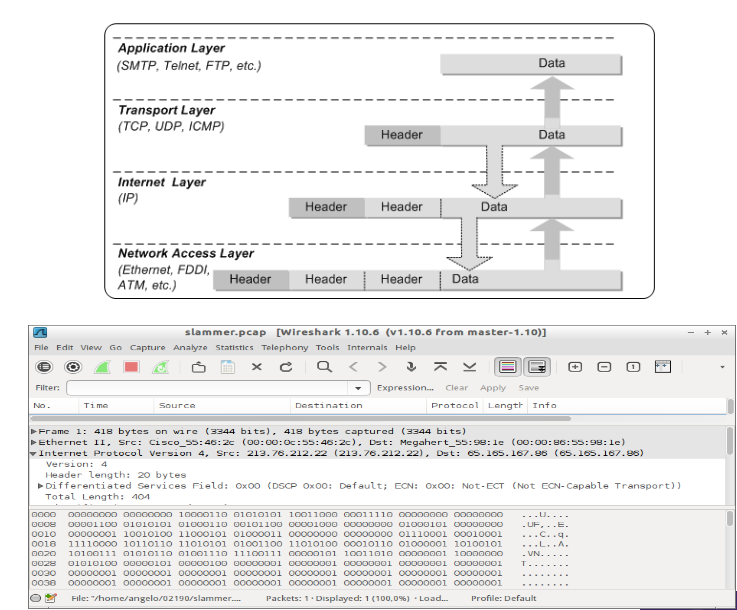 Application Layer
(SMTP, Telnet, FTP, etc.)
Data
Transport Layer
(TCP, UDP, ICMP)
Header Data
Internet Layer
(IP)
Header Header Data
Network Access Layer
(Ethernet, FDDI,
ATM, etc.)
Header Header Header Data
slammer.pcap [Wireshark 1.10.6 (v1.10.6 from master-1.10)]
File Edit View Go Capture Analyze Statistics Telephony Tools Internals Help
Filter: Expression... Clear Apply Save
No. Time Source Destination Protocol Length Info
Frame 1: 418 bytes on wire (3344 bits), 418 bytes captured (3344 bits)
Ethernet II, Src: Cisco_55:46:2c (00:00:0c:55:46:2c), Dst: Megahert_55:98:1e (00:00:86:55:98:1e)
Internet Protocol Version 4, Src: 213.76.212.22 (213.76.212.22), Dst: 65.165.167.86 (65.165.167.86)
Version: 4
Header length: 20 bytes
Differentiated Services Field: 0x00 (DSCP 0x00: Default; ECN: 0x00: Not-ECT (Not ECN-Capable Transport))
Total Length: 404
0000 00000000 00000000 10000110 01010101 10011000 00011110 00000000 00000000 ...U....
0008 00001100 01010101 01000110 00101100 00001000 00000000 01000101 00000000 .UF,..E.
0010 00000001 10010100 11000101 01000011 00000000 00000000 01110001 00010001 ...C..q.
0018 11110000 10110111 11010101 01001100 11010100 00010110 01000001 10100101 ...L..A.
0020 10100111 01010110 01001110 11100111 00000101 10011010 00000000 10000000 .VN.....
0028 01010100 00000101 00000100 00000001 00000001 00000001 00000001 00000001 T.......
0030 00000001 00000001 00000001 00000001 00000001 00000001 00000001 00000001 ........
0038 00000001 00000001 00000001 00000001 00000001 00000001 00000001 00000001 ........
File: "/home/angelo/02190/slammer.... Packets: 1 · Displayed: 1 (100,0%) · Load... Profile: Default